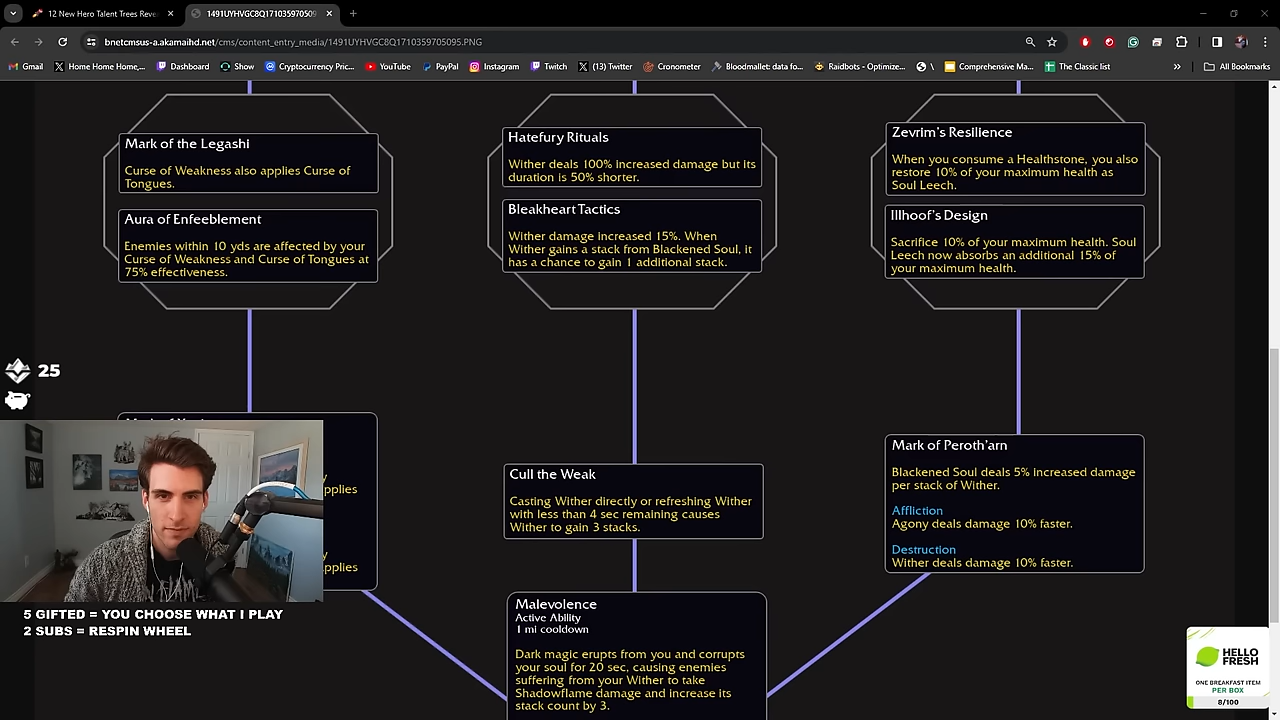 12 New Hero Talent Trees Reve
1491UYHVGC8Q17103597050
bnetcmsus-a.akamaihd.net/cms/content_entry_media/1491UYHVGC8Q1710359705095.PNG
Gmail
Home Home Home,...
Dashboard
Show
Cryptocurrency Pric...
YouTube
PayPal
Instagram
Twitch
(13) Twitter
Cronometer
Bloodmallet: data fo...
Raidbots - Optimize...
\
Comprehensive Ma...
The Classic list
»
All Bookmarks
Mark of the Legashi
Curse of Weakness also applies Curse of
Tongues.
Aura of Enfeeblement
Enemies within 10 yds are affected by your
Curse of Weakness and Curse of Tongues at
75% effectiveness.
Hatefury Rituals
Wither deals 100% increased damage but its
duration is 50% shorter.
Bleakheart Tactics
Wither damage increased 15%. When
Wither gains a stack from Blackened Soul, it
has a chance to gain 1 additional stack.
Zevrim's Resilience
When you consume a Healthstone, you also
restore 10% of your maximum health as
Soul Leech.
Illhoof's Design
Sacrifice 10% of your maximum health. Soul
Leech now absorbs an additional 15% of
your maximum health.
25
y
pplies
y
pplies
5 GIFTED = YOU CHOOSE WHAT I PLAY
2 SUBS = RESPIN WHEEL
Cull the Weak
Casting Wither directly or refreshing Wither
with less than 4 sec remaining causes
Wither to gain 3 stacks.
Malevolence
Active Ability
1 mi cooldown
Dark magic erupts from you and corrupts
your soul for 20 sec, causing enemies
suffering from your Wither to take
Shadowflame damage and increase its
stack count by 3.
Mark of Peroth'arn
Blackened Soul deals 5% increased damage
per stack of Wither.
Affliction
Agony deals damage 10% faster.
Destruction
Wither deals damage 10% faster.
HELLO
FRESH
ONE BREAKFAST ITEM
PER BOX
8/100